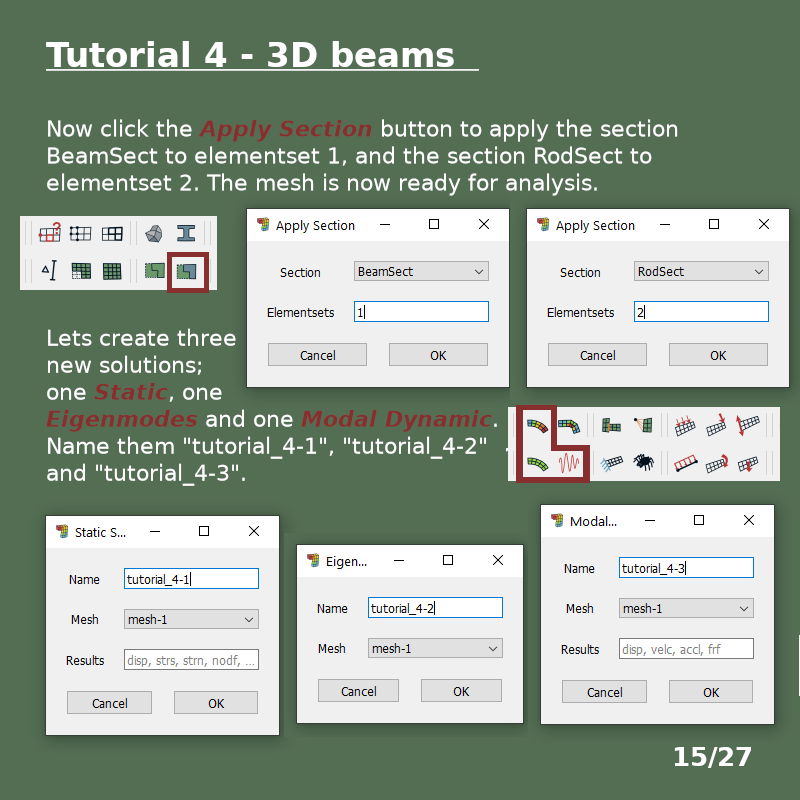 Tutorial 4 - 3D beams
Now click the Apply Section button to apply the section
BeamSect to elementset 1, and the section RodSect to
elementset 2. The mesh is now ready for analysis.
Apply Section
Section BeamSect
Elementsets 1
Cancel OK
Apply Section
Section RodSect
Elementsets 2
Cancel OK
Lets create three
new solutions;
one Static, one
Eigenmodes and one Modal Dynamic.
Name them "tutorial_4-1", "tutorial_4-2"
and "tutorial_4-3".
Static S...
Name tutorial_4-1
Mesh mesh-1
Results disp, strs, strn, nodf, ...
Cancel OK
Eigen...
Name tutorial_4-2
Mesh mesh-1
Cancel OK
Modal...
Name tutorial_4-3
Mesh mesh-1
Results disp, velc, accl, frf
Cancel OK
15/27